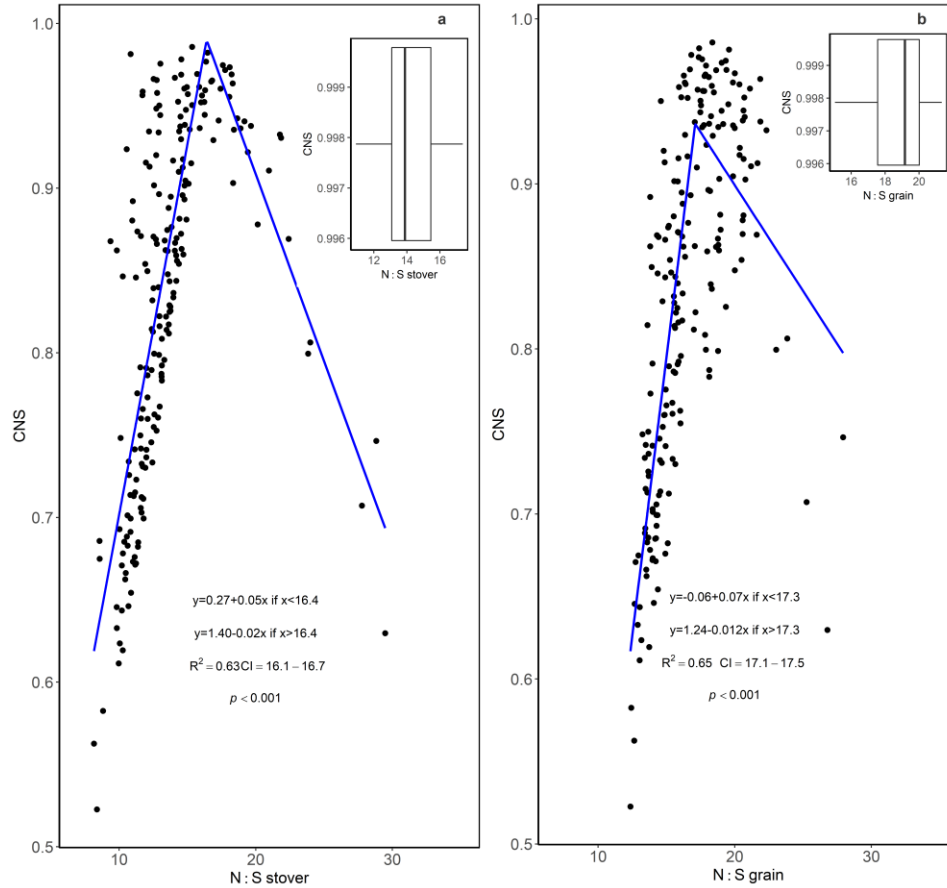 a
1.0
0.9
0.8
0.7
0.6
0.5
CNS
10
20
30
N : S stover
0.999
0.998
0.997
0.996
CNS
12
14
16
N : S stover
y=0.27+0.05x if x<16.4
y=1.40-0.02x if x>16.4
R² = 0.63CI = 16.1 – 16.7
p < 0.001
b
1.0
0.9
0.8
0.7
0.6
0.5
CNS
10
20
30
N : S grain
0.999
0.998
0.997
0.996
CNS
16
18
20
N : S grain
y=-0.06+0.07x if x<17.3
y=1.24-0.012x if x>17.3
R² = 0.65 CI = 17.1 – 17.5
p < 0.001